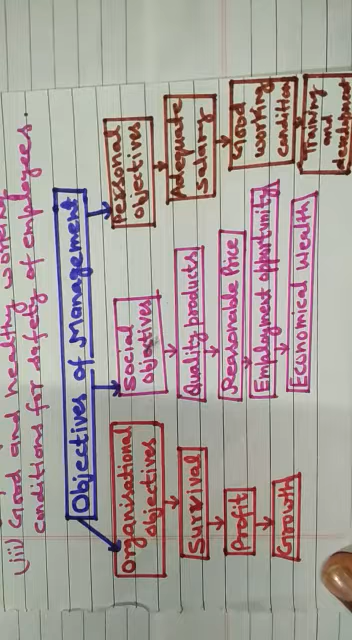 (iii) Good and healthy working
conditions for defety of employees.
Objectives of Management
Organisational
objectives
Survival
Profit
Growth
Social
Objectives
Quality products
Reasonable Price
Employment opportunity
Economical Wealth
Personal
objectives
Adequate
salary
Good
working
condition
Training
and
development